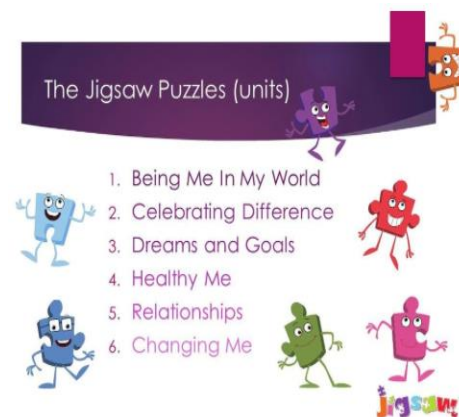 The Jigsaw Puzzles (units)
1. Being Me In My World
2. Celebrating Difference
3. Dreams and Goals
4. Healthy Me
5. Relationships
6. Changing Me
jigsaw